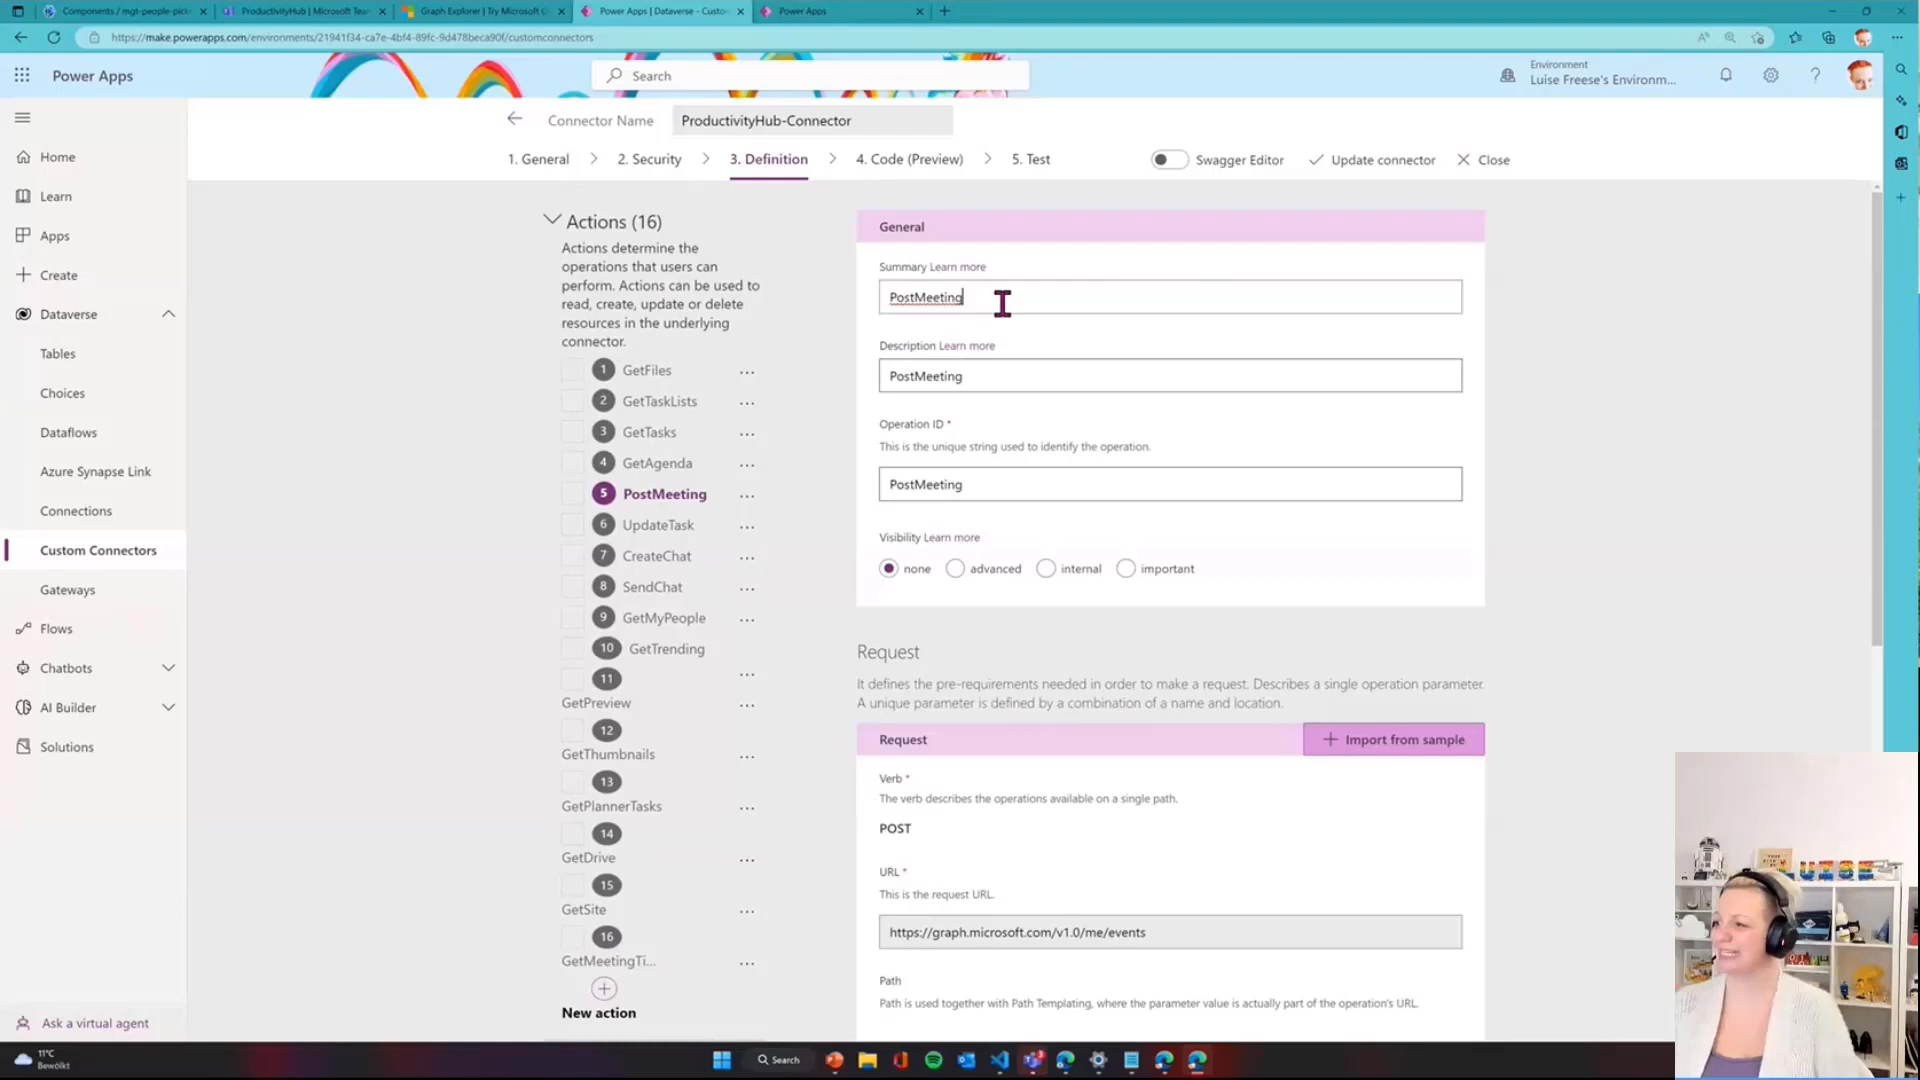 Components / mgt-people-pick
ProductivityHub | Microsoft Team
Graph Explorer | Try Microsoft G
Power Apps | Dataverse - Custom
Power Apps
https://make.powerapps.com/environments/21941f34-ca7e-4bf4-89fc-9d478beca90f/customconnectors
Power Apps
Search
Environment
Luise Freese's Environm...
Connector Name
ProductivityHub-Connector
1. General
2. Security
3. Definition
4. Code (Preview)
5. Test
Swagger Editor
Update connector
Close
Home
Learn
Apps
Create
Dataverse
Tables
Choices
Dataflows
Azure Synapse Link
Connections
Custom Connectors
Gateways
Flows
Chatbots
AI Builder
Solutions
Ask a virtual agent
Actions (16)
Actions determine the
operations that users can
perform. Actions can be used to
read, create, update or delete
resources in the underlying
connector.
1 GetFiles ...
2 GetTaskLists ...
3 GetTasks ...
4 GetAgenda ...
5 PostMeeting ...
6 UpdateTask ...
7 CreateChat ...
8 SendChat ...
9 GetMyPeople ...
10 GetTrending
11 ...
GetPreview ...
12
GetThumbnails ...
13
GetPlannerTasks ...
14
GetDrive ...
15
GetSite ...
16
GetMeetingTi... ...
New action
General
Summary Learn more
PostMeeting
Description Learn more
PostMeeting
Operation ID *
This is the unique string used to identify the operation.
PostMeeting
Visibility Learn more
none advanced internal important
Request
It defines the pre-requirements needed in order to make a request. Describes a single operation parameter.
A unique parameter is defined by a combination of a name and location.
Request
Import from sample
Verb *
The verb describes the operations available on a single path.
POST
URL *
This is the request URL.
https://graph.microsoft.com/v1.0/me/events
Path
Path is used together with Path Templating, where the parameter value is actually part of the operation's URL.
11°C
Bewölkt
Search